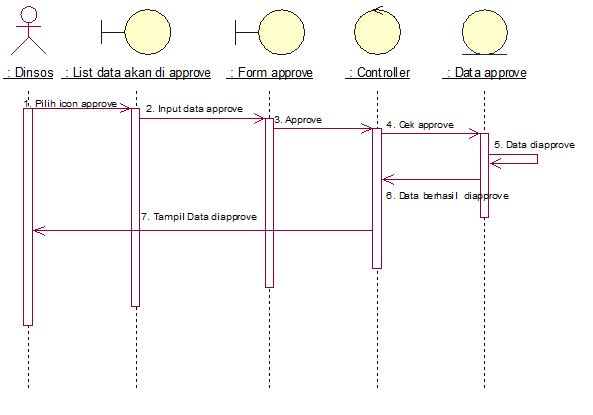 : Dinsos
: List data akan di approve
: Form approve
: Controller
: Data approve
1. Pilih icon approve
2. Input data approve
3. Approve
4. Cek approve
5. Data diapprove
6. Data berhasil diapprove
7. Tampil Data diapprove